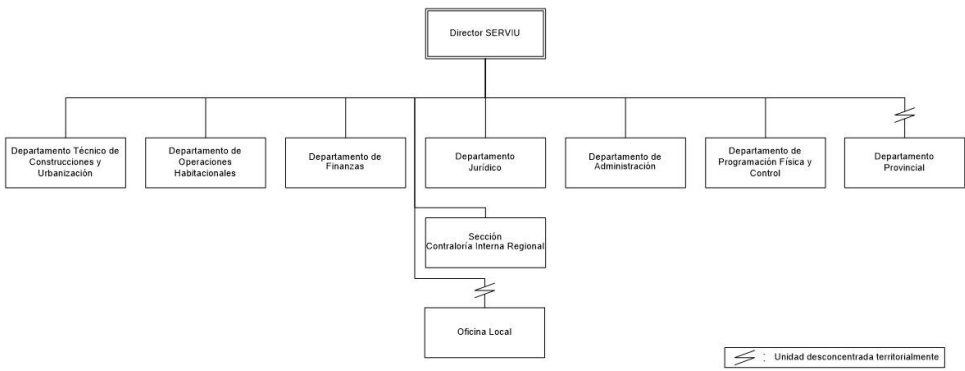 Director SERVIU
Departamento Técnico de
Construcciones y
Urbanización
Departamento de
Operaciones
Habitacionales
Departamento de
Finanzas
Departamento
Jurídico
Departamento de
Administración
Departamento de
Programación Física y
Control
Departamento
Provincial
Sección
Contraloría Interna Regional
Oficina Local
: Unidad desconcentrada territorialmente